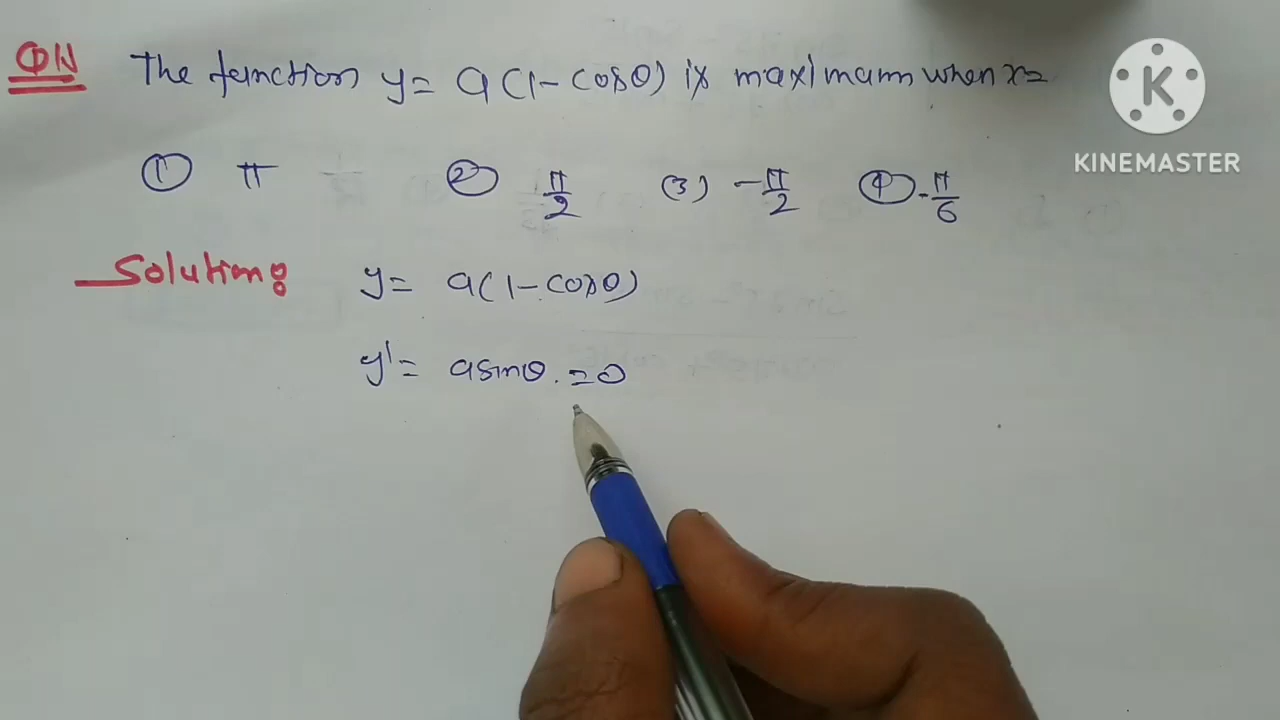 QN The function y = a(1 - cosθ) is maximum when x =
① π ② π/2 (3) -π/2 ④ -π/6
KINEMASTER
Solution: y = a(1 - cosθ)
y' = a sinθ. = 0